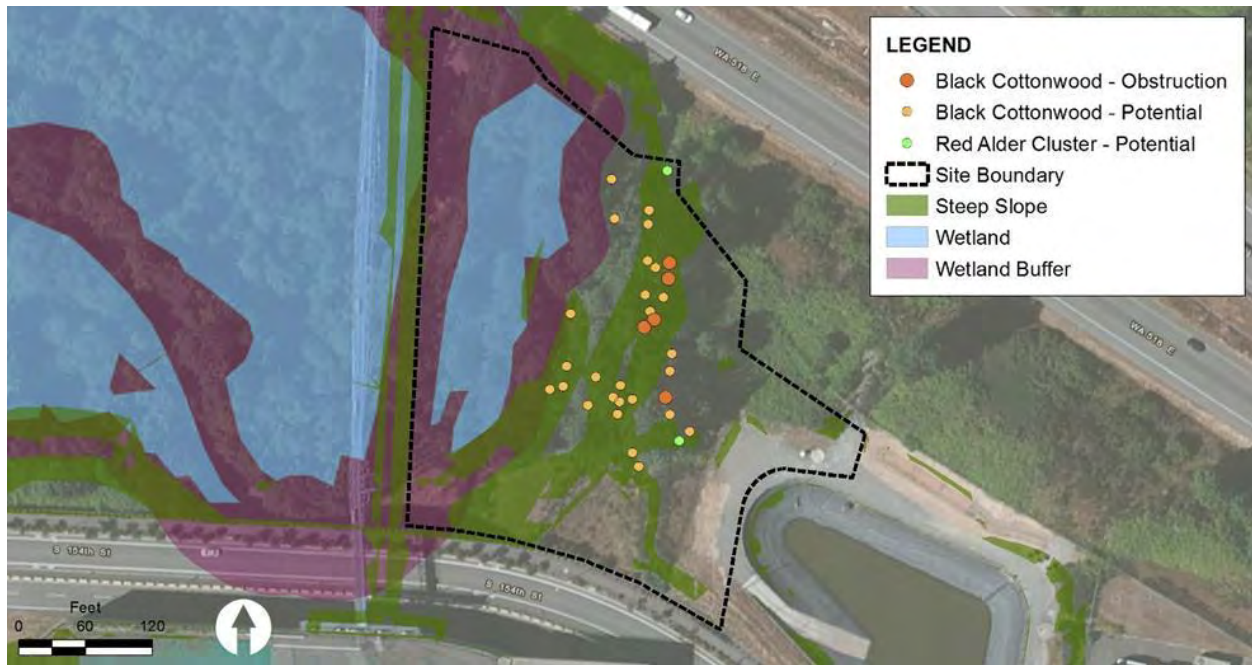 WA-518 E
LEGEND
Black Cottonwood - Obstruction
Black Cottonwood - Potential
Red Alder Cluster - Potential
Site Boundary
Steep Slope
Wetland
Wetland Buffer
WA-518 E
S 154th St
S 154th St
Feet
0 60 120